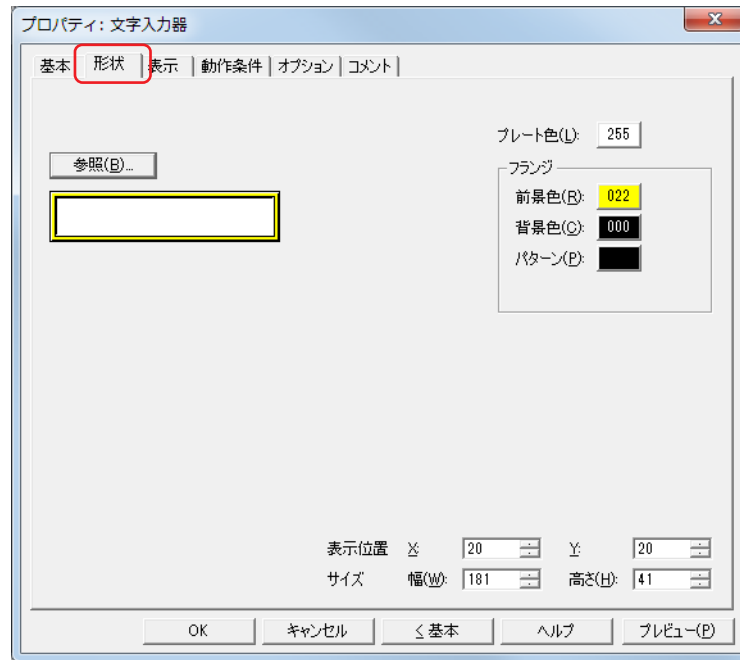 プロパティ: 文字入力器
基本 形状 表示 動作条件 オプション コメント
プレート色(L): 255
参照(B)...
フランジ
前景色(R): 022
背景色(C): 000
パターン(P):
表示位置 X: 20 Y: 20
サイズ 幅(W): 181 高さ(H): 41
OK キャンセル < 基本 ヘルプ プレビュー(P)